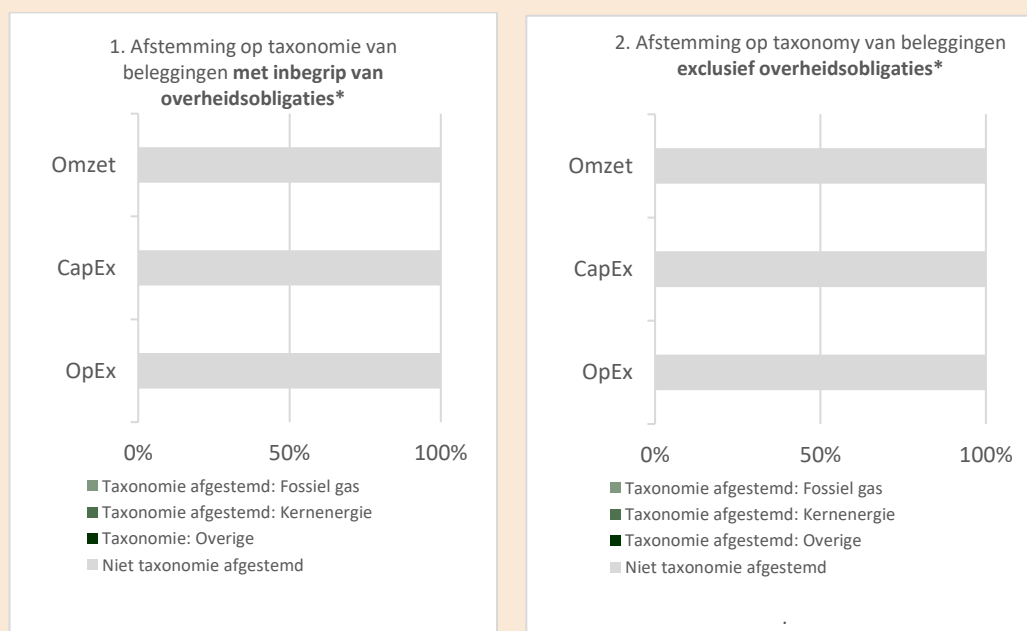 1. Afstemming op taxonomie van
beleggingen met inbegrip van
overheidsobligaties*
Omzet
CapEx
OpEx
0% 50% 100%
Taxonomie afgestemd: Fossiel gas
Taxonomie afgestemd: Kernenergie
Taxonomie: Overige
Niet taxonomie afgestemd
2. Afstemming op taxonomy van beleggingen
exclusief overheidsobligaties*
Omzet
CapEx
OpEx
0% 50% 100%
Taxonomie afgestemd: Fossiel gas
Taxonomie afgestemd: Kernenergie
Taxonomie afgestemd: Overige
Niet taxonomie afgestemd
.